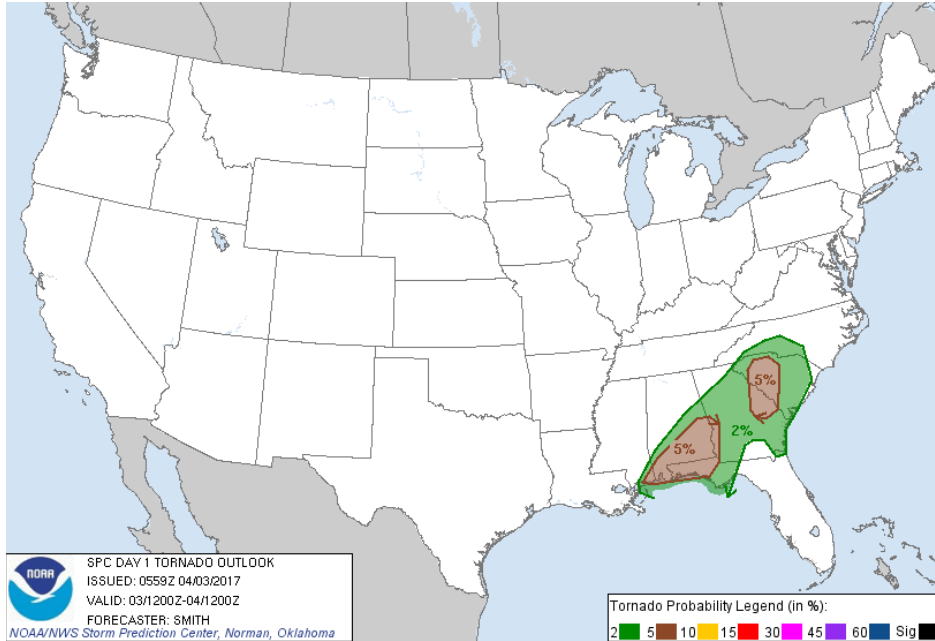 5%
2%
5%
NOAA
SPC DAY 1 TORNADO OUTLOOK
ISSUED: 0559Z 04/03/2017
VALID: 03/1200Z-04/1200Z
FORECASTER: SMITH
NOAA/NWS Storm Prediction Center, Norman, Oklahoma
Tornado Probability Legend (in %):
2 5 10 15 30 45 60 Sig